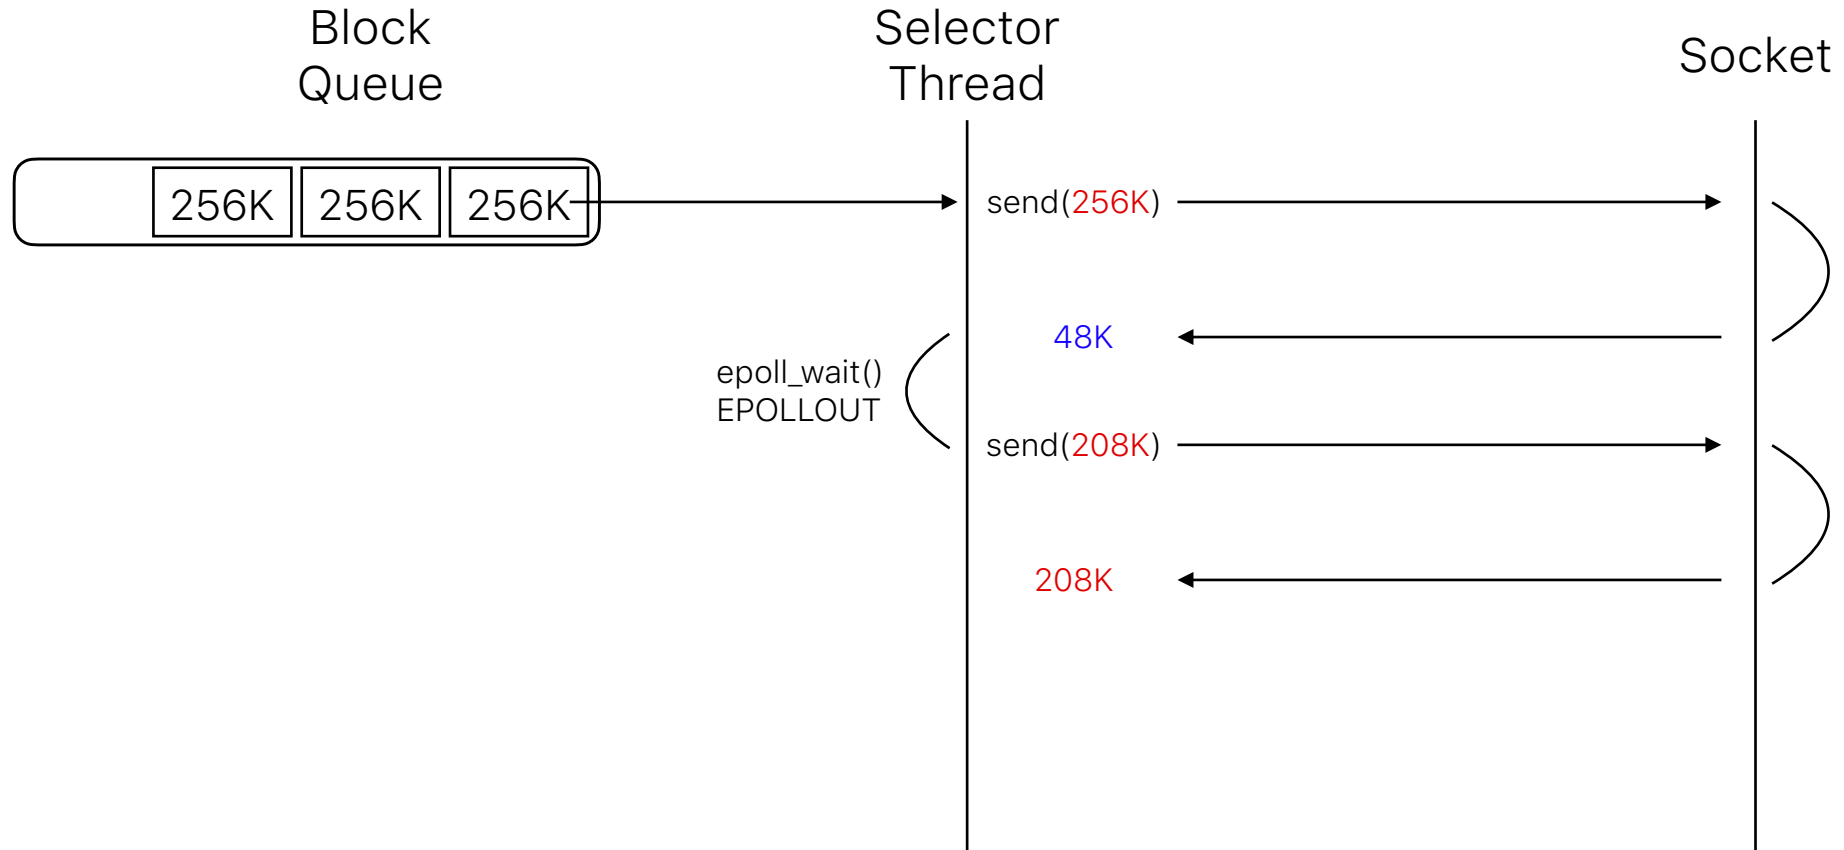 Block
Queue
Selector
Thread
Socket
256K
256K
256K
send(256K)
48K
epoll_wait()
EPOLLOUT
send(208K)
208K